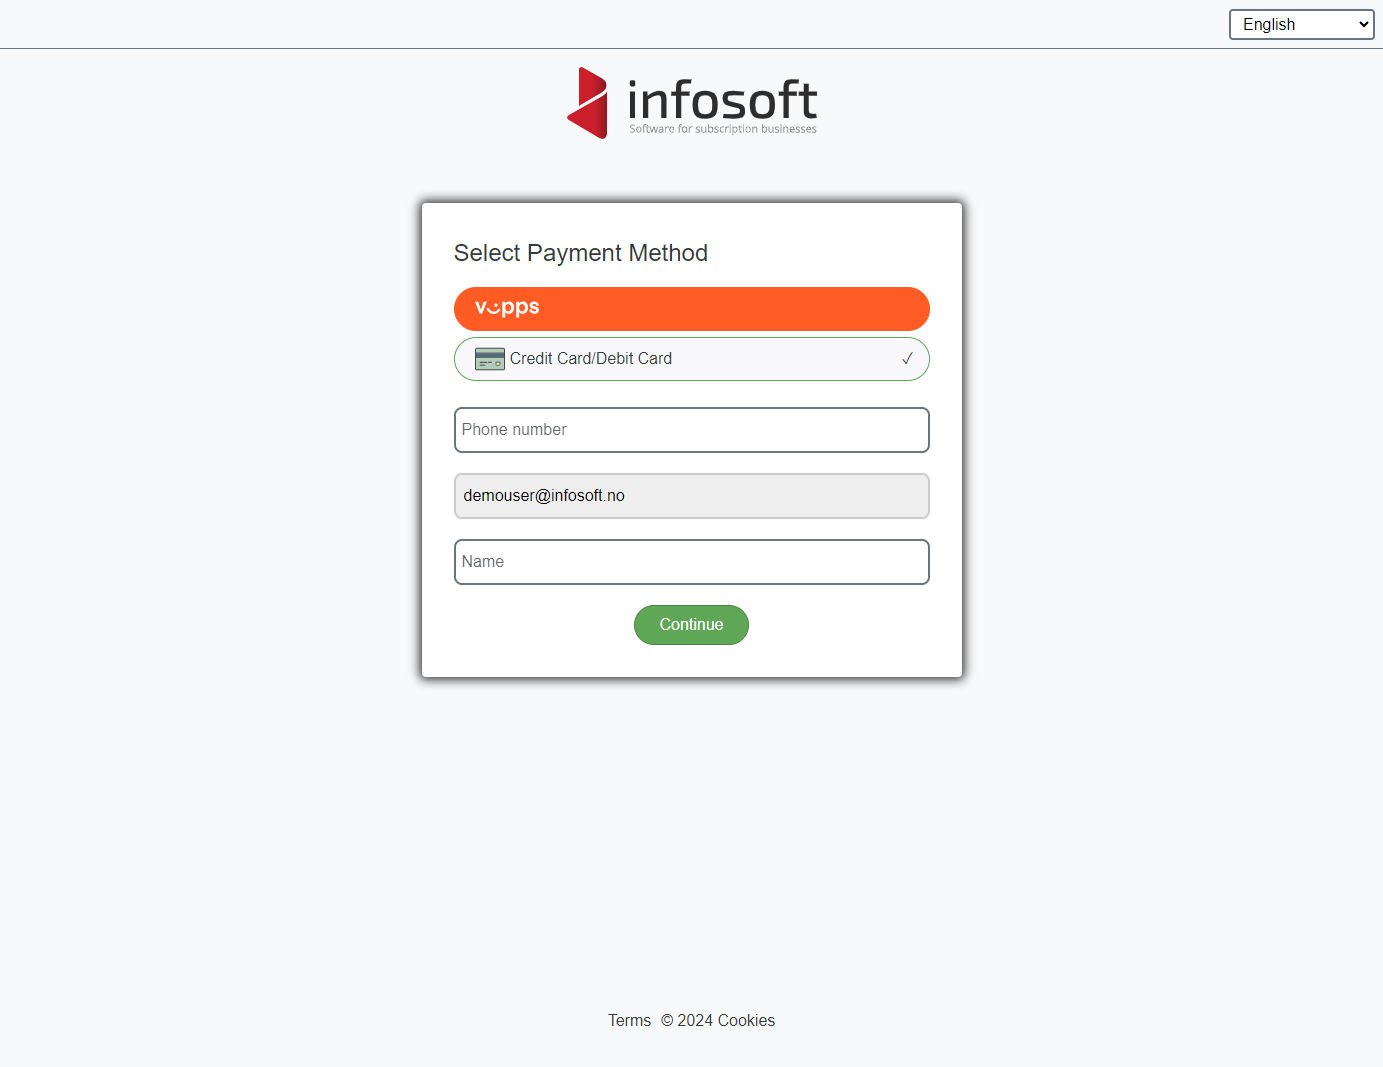 English
infosoft
Software for subscription businesses
Select Payment Method
vipps
Credit Card/Debit Card ✓
Phone number
demouser@infosoft.no
Name
Continue
Terms © 2024 Cookies